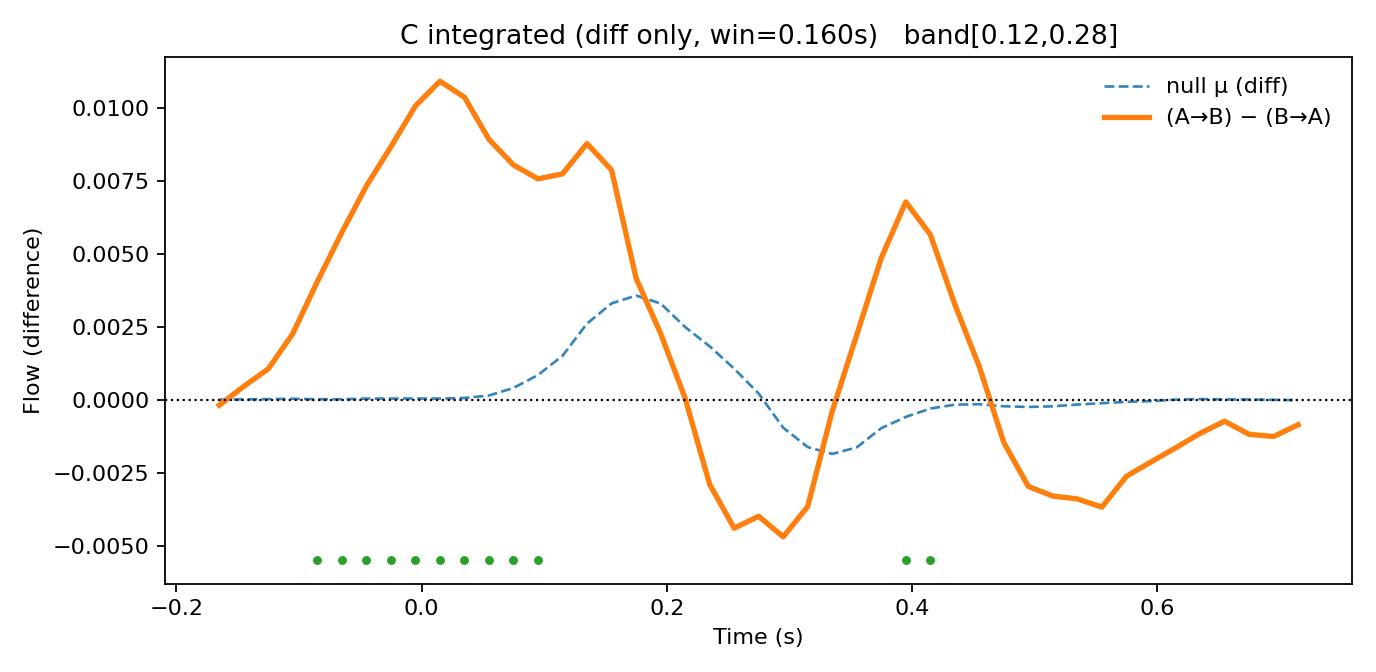 C integrated (diff only, win=0.160s)   band[0.12,0.28]
null μ (diff)
(A→B) − (B→A)
Flow (difference)
0.0100
0.0075
0.0050
0.0025
0.0000
−0.0025
−0.0050
−0.2
0.0
0.2
0.4
0.6
Time (s)